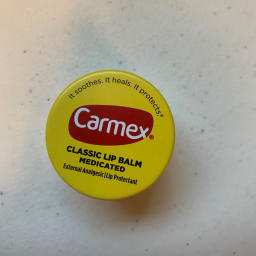 It soothes. It heals. It protects.*
Carmex®
CLASSIC LIP BALM
MEDICATED
External Analgesic|Lip Protectant